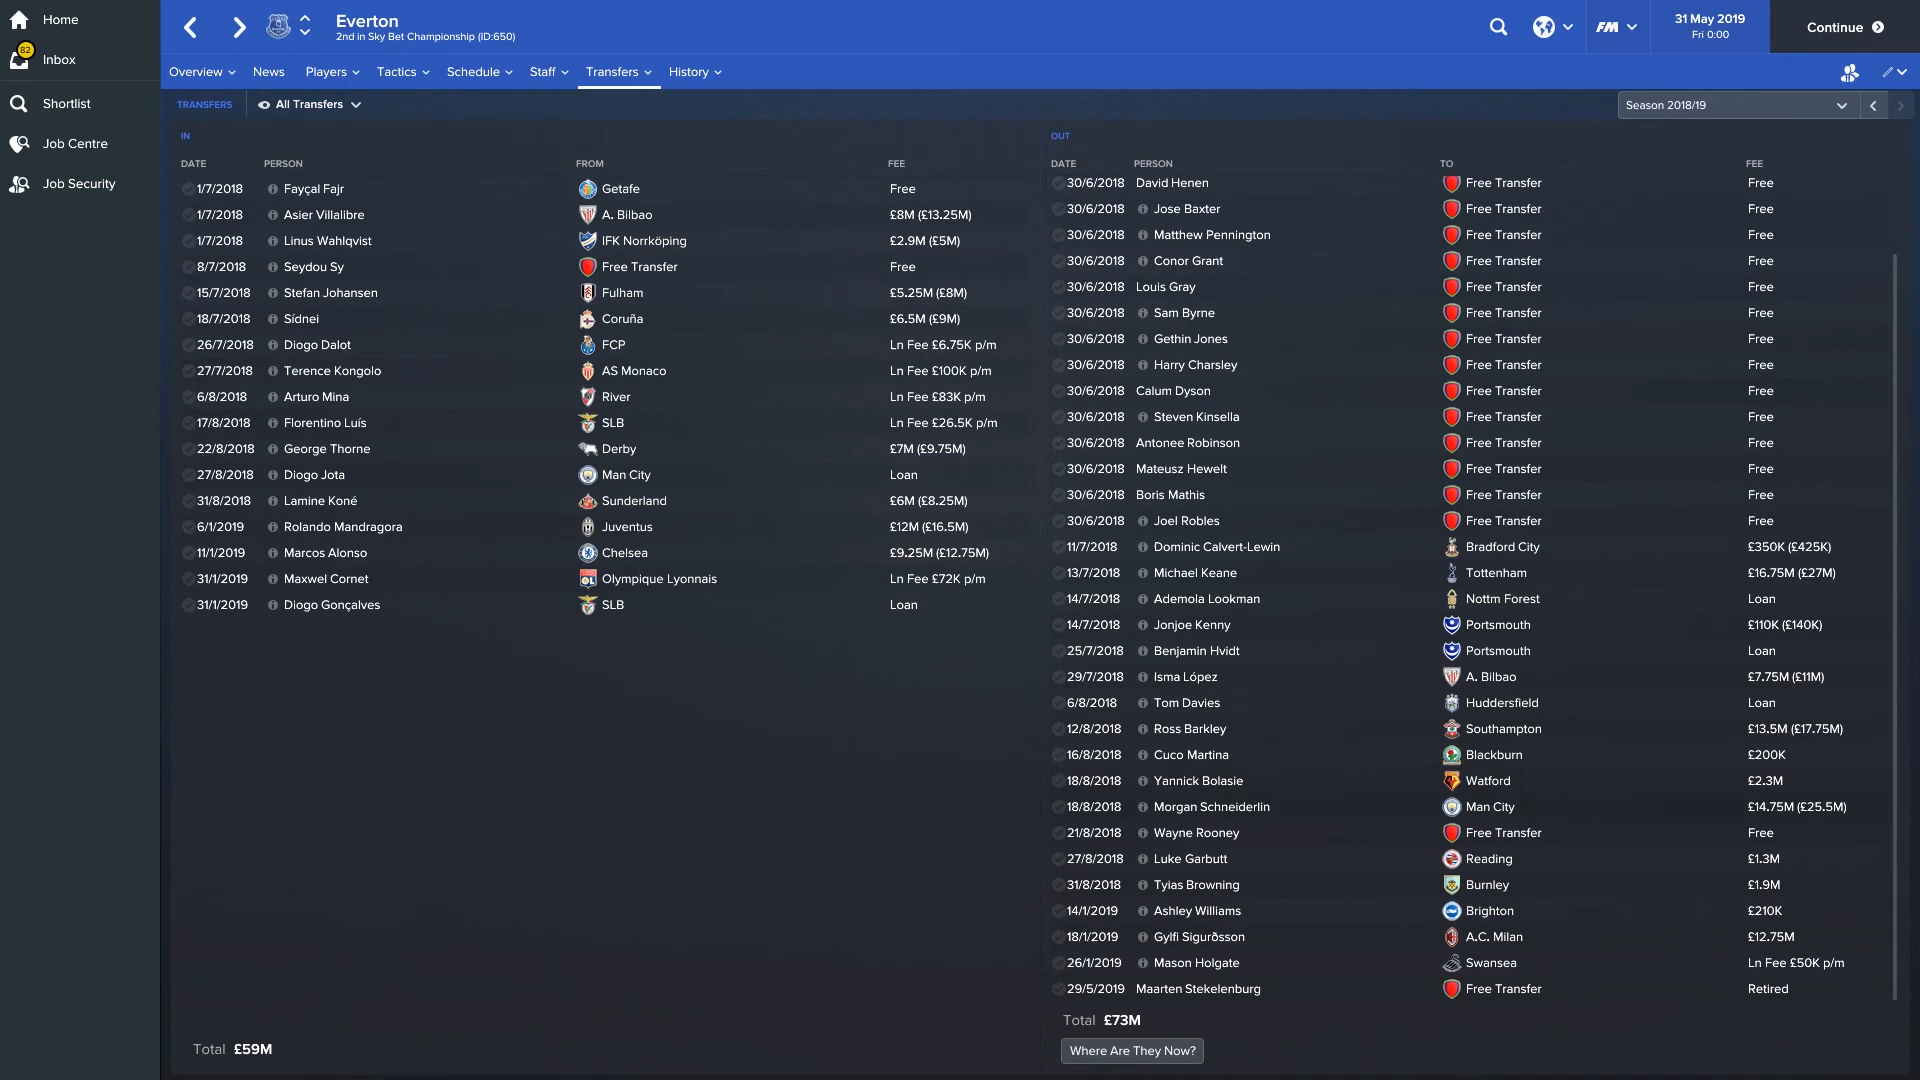 Home
82
Inbox
Shortlist
Job Centre
Job Security
Everton
2nd in Sky Bet Championship (ID:650)
FM
31 May 2019
Fri 0:00
Continue
Overview News Players Tactics Schedule Staff Transfers History
TRANSFERS All Transfers Season 2018/19
IN
DATE PERSON FROM FEE
1/7/2018 Fayçal Fajr Getafe Free
1/7/2018 Asier Villalibre A. Bilbao £8M (£13.25M)
1/7/2018 Linus Wahlqvist IFK Norrköping £2.9M (£5M)
8/7/2018 Seydou Sy Free Transfer Free
15/7/2018 Stefan Johansen Fulham £5.25M (£8M)
18/7/2018 Sídnei Coruña £6.5M (£9M)
26/7/2018 Diogo Dalot FCP Ln Fee £6.75K p/m
27/7/2018 Terence Kongolo AS Monaco Ln Fee £100K p/m
6/8/2018 Arturo Mina River Ln Fee £83K p/m
17/8/2018 Florentino Luís SLB Ln Fee £26.5K p/m
22/8/2018 George Thorne Derby £7M (£9.75M)
27/8/2018 Diogo Jota Man City Loan
31/8/2018 Lamine Koné Sunderland £6M (£8.25M)
6/1/2019 Rolando Mandragora Juventus £12M (£16.5M)
11/1/2019 Marcos Alonso Chelsea £9.25M (£12.75M)
31/1/2019 Maxwel Cornet Olympique Lyonnais Ln Fee £72K p/m
31/1/2019 Diogo Gonçalves SLB Loan
Total £59M
OUT
DATE PERSON TO FEE
30/6/2018 David Henen Free Transfer Free
30/6/2018 Jose Baxter Free Transfer Free
30/6/2018 Matthew Pennington Free Transfer Free
30/6/2018 Conor Grant Free Transfer Free
30/6/2018 Louis Gray Free Transfer Free
30/6/2018 Sam Byrne Free Transfer Free
30/6/2018 Gethin Jones Free Transfer Free
30/6/2018 Harry Charsley Free Transfer Free
30/6/2018 Calum Dyson Free Transfer Free
30/6/2018 Steven Kinsella Free Transfer Free
30/6/2018 Antonee Robinson Free Transfer Free
30/6/2018 Mateusz Hewelt Free Transfer Free
30/6/2018 Boris Mathis Free Transfer Free
30/6/2018 Joel Robles Free Transfer Free
11/7/2018 Dominic Calvert-Lewin Bradford City £350K (£425K)
13/7/2018 Michael Keane Tottenham £16.75M (£27M)
14/7/2018 Ademola Lookman Nottm Forest Loan
14/7/2018 Jonjoe Kenny Portsmouth £110K (£140K)
25/7/2018 Benjamin Hvidt Portsmouth Loan
29/7/2018 Isma López A. Bilbao £7.75M (£11M)
6/8/2018 Tom Davies Huddersfield Loan
12/8/2018 Ross Barkley Southampton £13.5M (£17.75M)
16/8/2018 Cuco Martina Blackburn £200K
18/8/2018 Yannick Bolasie Watford £2.3M
18/8/2018 Morgan Schneiderlin Man City £14.75M (£25.5M)
21/8/2018 Wayne Rooney Free Transfer Free
27/8/2018 Luke Garbutt Reading £1.3M
31/8/2018 Tyias Browning Burnley £1.9M
14/1/2019 Ashley Williams Brighton £210K
18/1/2019 Gylfi Sigurðsson A.C. Milan £12.75M
26/1/2019 Mason Holgate Swansea Ln Fee £50K p/m
29/5/2019 Maarten Stekelenburg Free Transfer Retired
Total £73M
Where Are They Now?